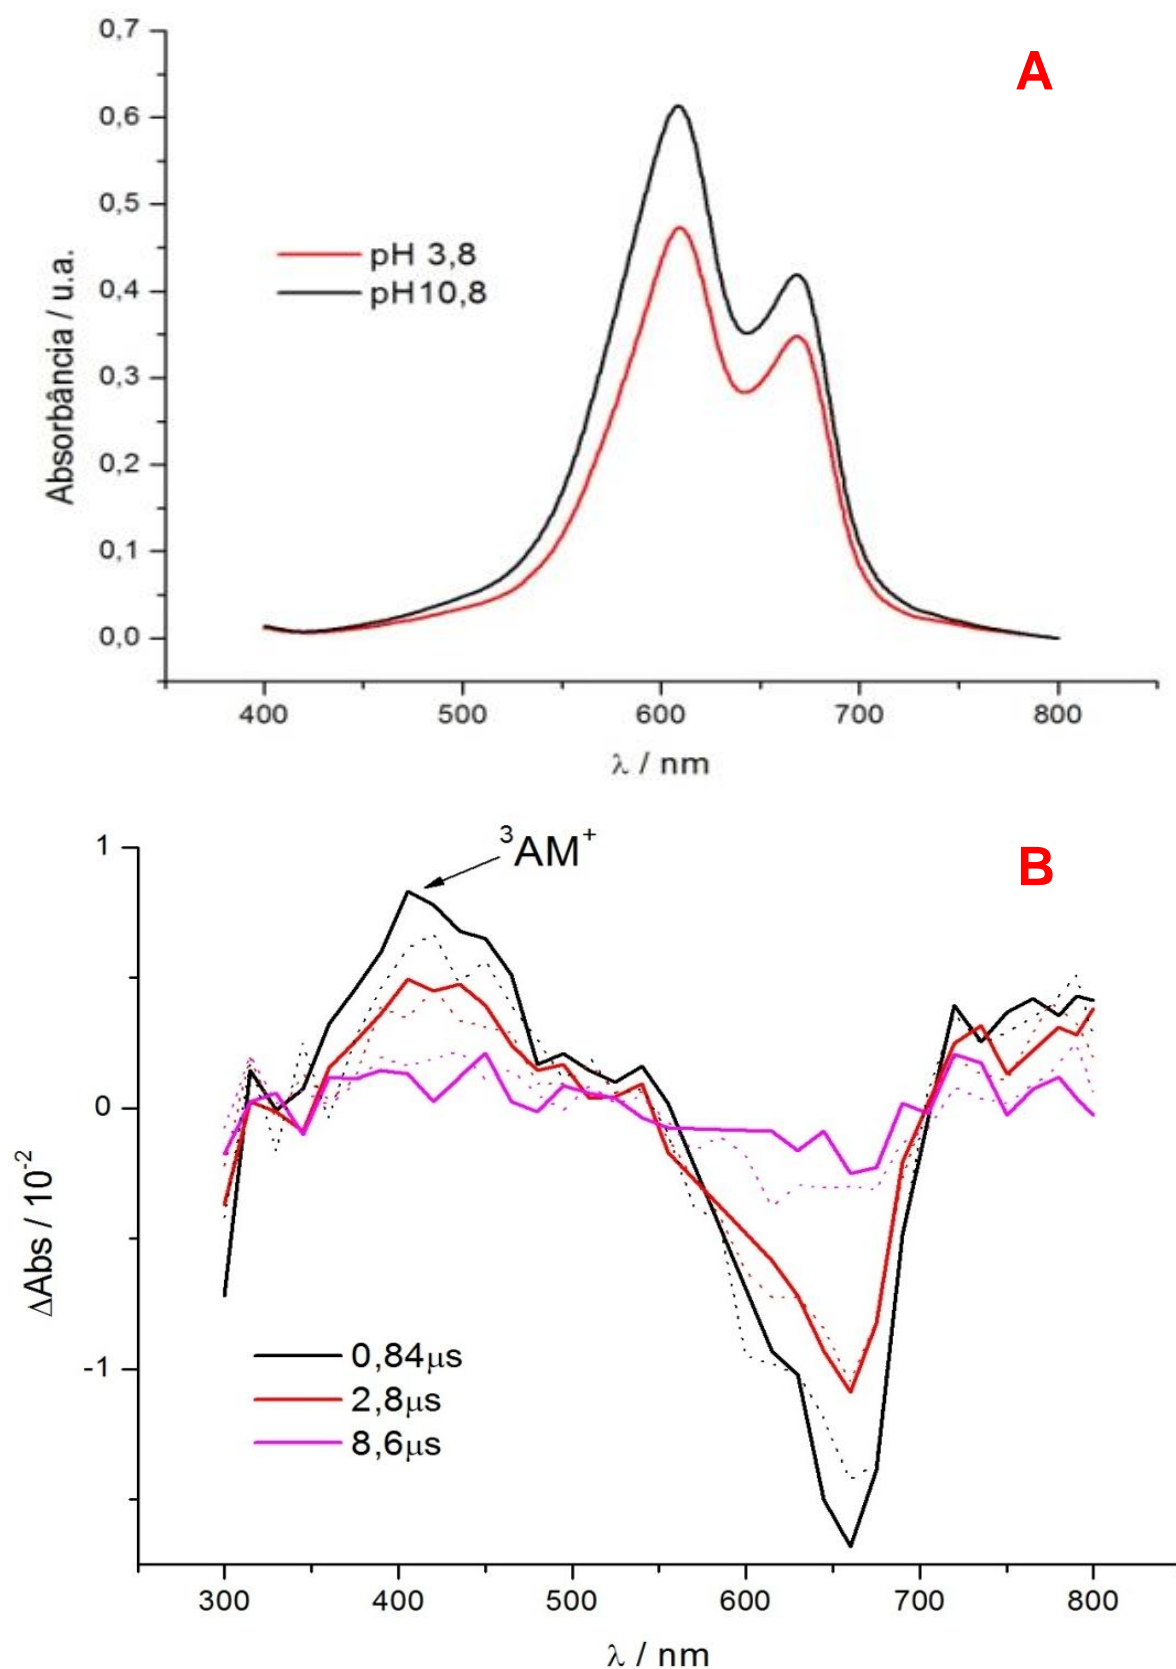 A
0,7
0,6
0,5
0,4
0,3
0,2
0,1
0,0
Absorbância / u.a.
pH 3,8
pH10,8
400 500 600 700 800
λ / nm
B
³AM⁺
1
0
-1
ΔAbs / 10⁻²
0,84μs
2,8μs
8,6μs
300 400 500 600 700 800
λ / nm